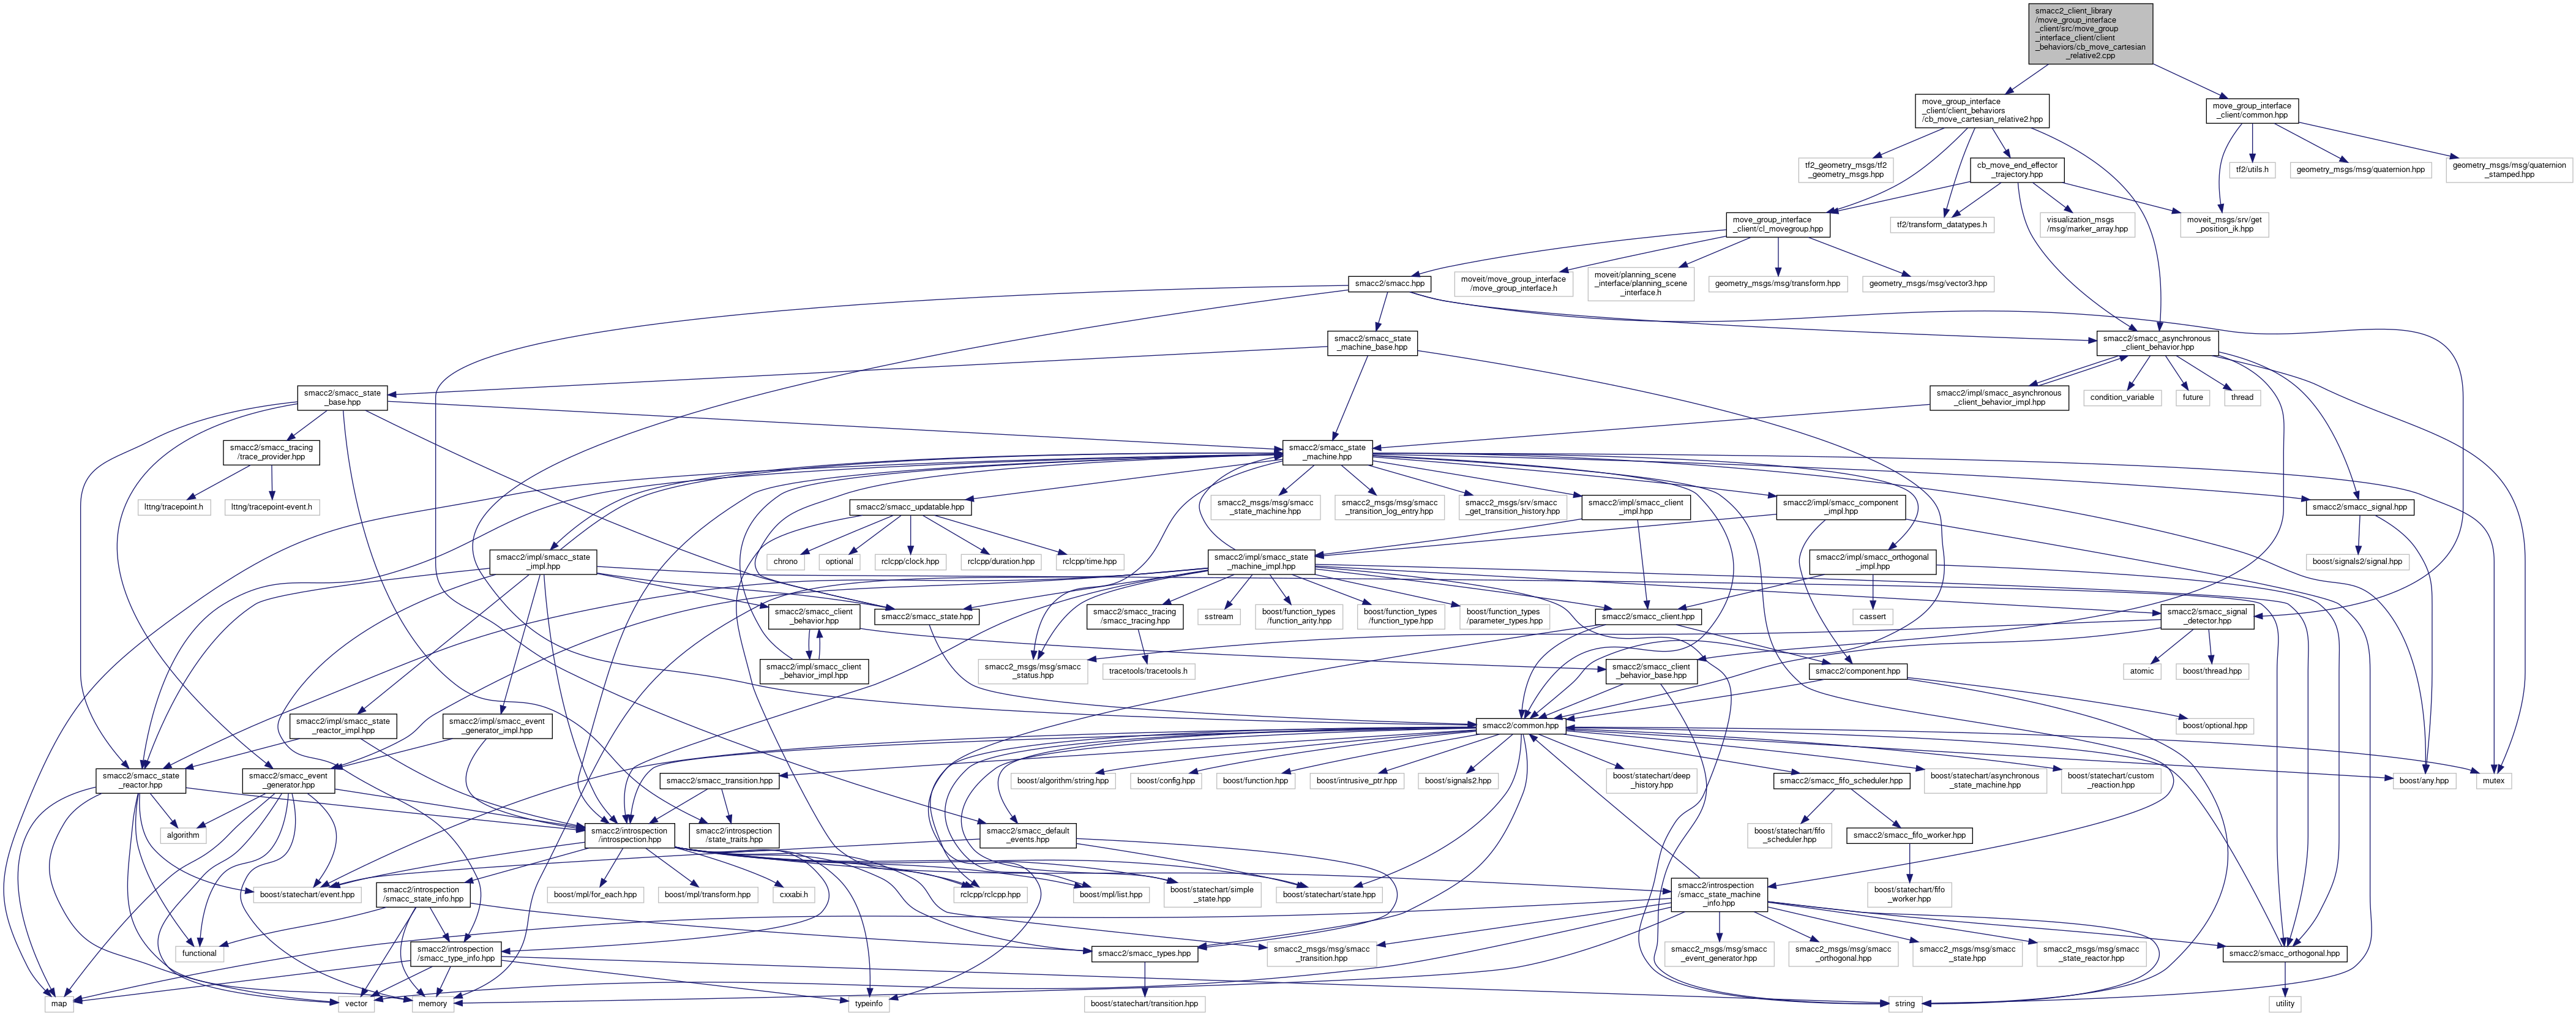 smacc2_client_library
/move_group_interface
_client/src/move_group
_interface_client/client
_behaviors/cb_move_cartesian
_relative2.cpp
move_group_interface
_client/client_behaviors
/cb_move_cartesian_relative2.hpp
move_group_interface
_client/common.hpp
tf2_geometry_msgs/tf2
_geometry_msgs.hpp
cb_move_end_effector
_trajectory.hpp
tf2/utils.h
geometry_msgs/msg/quaternion.hpp
geometry_msgs/msg/quaternion
_stamped.hpp
move_group_interface
_client/cl_movegroup.hpp
tf2/transform_datatypes.h
visualization_msgs
/msg/marker_array.hpp
moveit_msgs/srv/get
_position_ik.hpp
smacc2/smacc.hpp
moveit/move_group_interface
/move_group_interface.h
moveit/planning_scene
_interface/planning_scene
_interface.h
geometry_msgs/msg/transform.hpp
geometry_msgs/msg/vector3.hpp
smacc2/smacc_state
_machine_base.hpp
smacc2/smacc_asynchronous
_client_behavior.hpp
smacc2/smacc_state
_base.hpp
smacc2/impl/smacc_asynchronous
_client_behavior_impl.hpp
condition_variable
future
thread
smacc2/smacc_tracing
/trace_provider.hpp
smacc2/smacc_state
_machine.hpp
lttng/tracepoint.h
lttng/tracepoint-event.h
smacc2/smacc_updatable.hpp
smacc2_msgs/msg/smacc
_state_machine.hpp
smacc2_msgs/msg/smacc
_transition_log_entry.hpp
smacc2_msgs/srv/smacc
_get_transition_history.hpp
smacc2/impl/smacc_client
_impl.hpp
smacc2/impl/smacc_component
_impl.hpp
smacc2/smacc_signal.hpp
smacc2/impl/smacc_state
_impl.hpp
chrono
optional
rclcpp/clock.hpp
rclcpp/duration.hpp
rclcpp/time.hpp
smacc2/impl/smacc_state
_machine_impl.hpp
smacc2/impl/smacc_orthogonal
_impl.hpp
boost/signals2/signal.hpp
smacc2/smacc_client
_behavior.hpp
smacc2/smacc_state.hpp
smacc2/smacc_tracing
/smacc_tracing.hpp
sstream
boost/function_types
/function_arity.hpp
boost/function_types
/function_type.hpp
boost/function_types
/parameter_types.hpp
smacc2/smacc_client.hpp
cassert
smacc2/smacc_signal
_detector.hpp
smacc2/impl/smacc_client
_behavior_impl.hpp
smacc2_msgs/msg/smacc
_status.hpp
tracetools/tracetools.h
smacc2/smacc_client
_behavior_base.hpp
smacc2/component.hpp
atomic
boost/thread.hpp
smacc2/impl/smacc_state
_reactor_impl.hpp
smacc2/impl/smacc_event
_generator_impl.hpp
smacc2/common.hpp
boost/optional.hpp
smacc2/smacc_state
_reactor.hpp
smacc2/smacc_event
_generator.hpp
smacc2/smacc_transition.hpp
boost/algorithm/string.hpp
boost/config.hpp
boost/function.hpp
boost/intrusive_ptr.hpp
boost/signals2.hpp
boost/statechart/deep
_history.hpp
smacc2/smacc_fifo_scheduler.hpp
boost/statechart/asynchronous
_state_machine.hpp
boost/statechart/custom
_reaction.hpp
boost/any.hpp
mutex
algorithm
smacc2/introspection
/introspection.hpp
smacc2/introspection
/state_traits.hpp
smacc2/smacc_default
_events.hpp
boost/statechart/fifo
_scheduler.hpp
smacc2/smacc_fifo_worker.hpp
boost/statechart/event.hpp
smacc2/introspection
/smacc_state_info.hpp
boost/mpl/for_each.hpp
boost/mpl/transform.hpp
cxxabi.h
rclcpp/rclcpp.hpp
boost/mpl/list.hpp
boost/statechart/simple
_state.hpp
boost/statechart/state.hpp
smacc2/introspection
/smacc_state_machine
_info.hpp
boost/statechart/fifo
_worker.hpp
functional
smacc2/introspection
/smacc_type_info.hpp
smacc2/smacc_types.hpp
smacc2_msgs/msg/smacc
_transition.hpp
smacc2_msgs/msg/smacc
_event_generator.hpp
smacc2_msgs/msg/smacc
_orthogonal.hpp
smacc2_msgs/msg/smacc
_state.hpp
smacc2_msgs/msg/smacc
_state_reactor.hpp
smacc2/smacc_orthogonal.hpp
map
vector
memory
typeinfo
boost/statechart/transition.hpp
string
utility